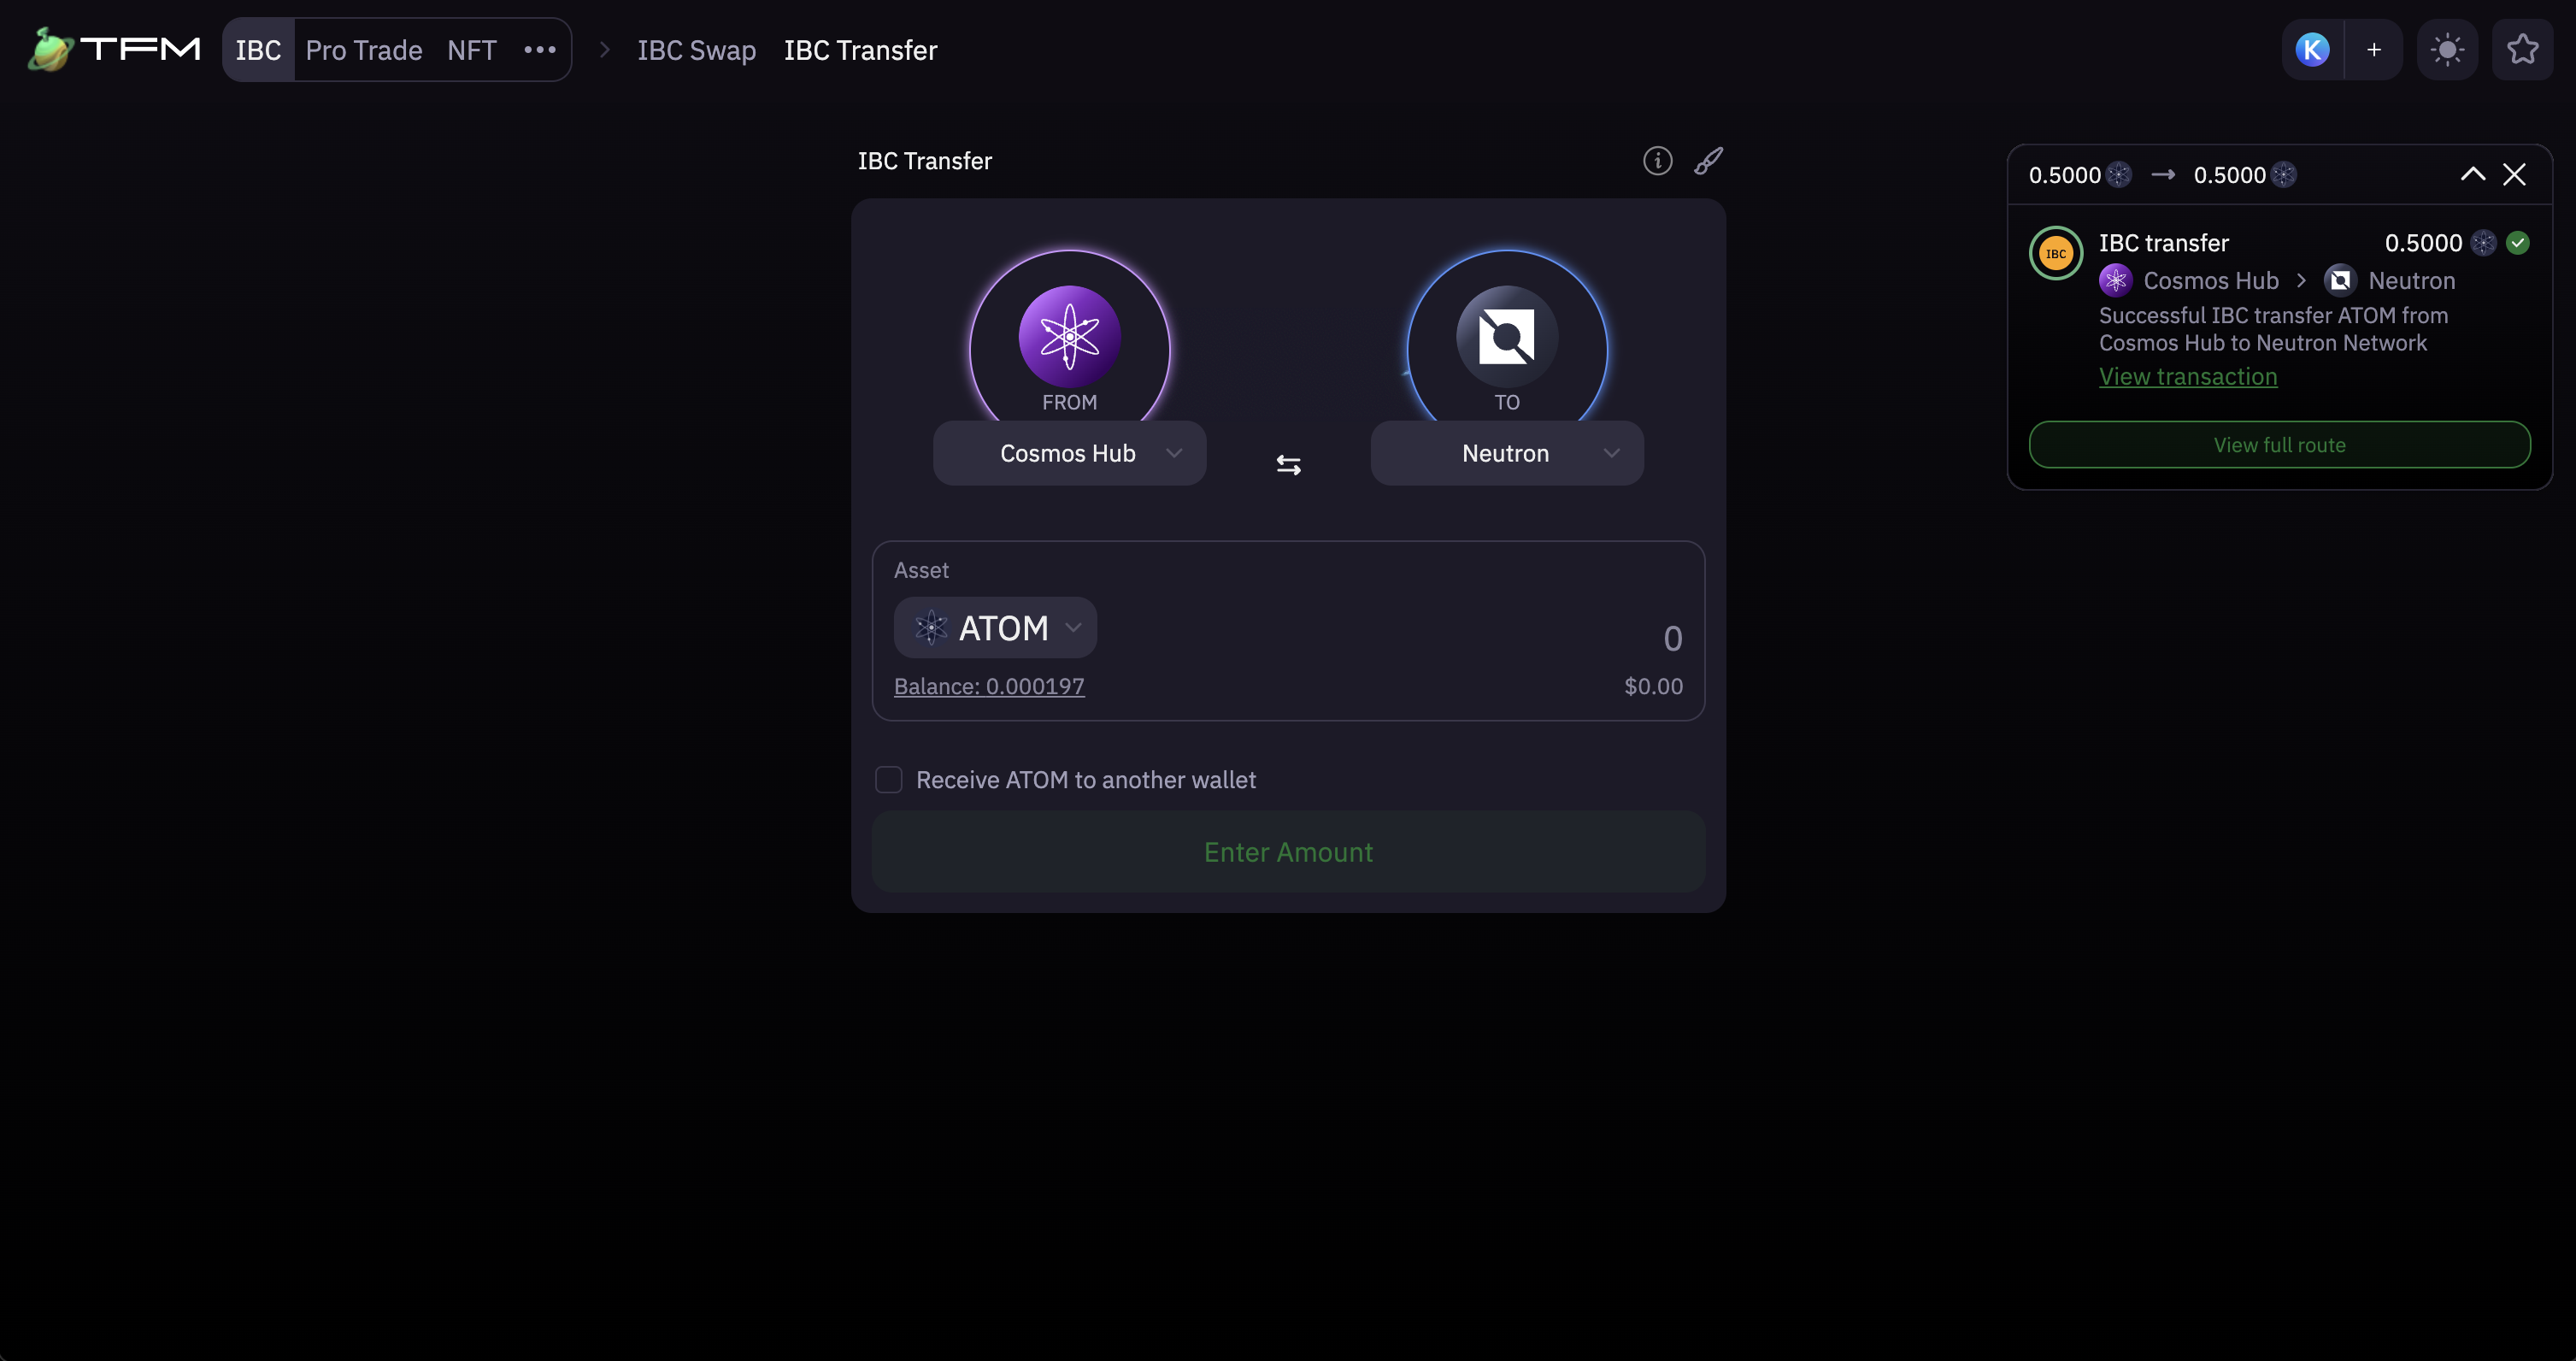 TFM
IBC Pro Trade NFT ••• > IBC Swap IBC Transfer
K +
IBC Transfer
FROM
Cosmos Hub
TO
Neutron
Asset
ATOM
0
Balance: 0.000197
$0.00
Receive ATOM to another wallet
Enter Amount
0.5000 → 0.5000
IBC
IBC transfer 0.5000
Cosmos Hub > Neutron
Successful IBC transfer ATOM from
Cosmos Hub to Neutron Network
View transaction
View full route